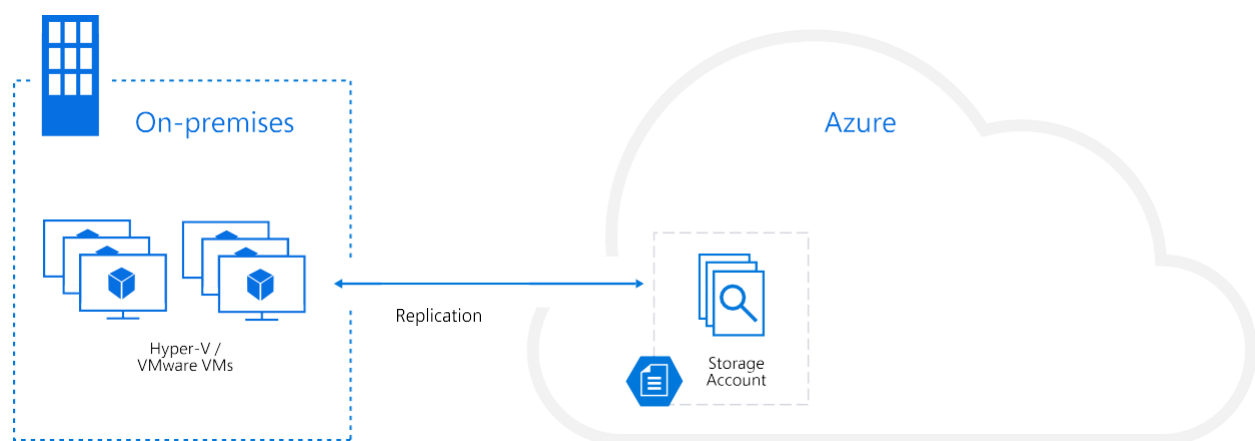 On-premises
Azure
Replication
Hyper-V /
VMware VMs
Storage
Account